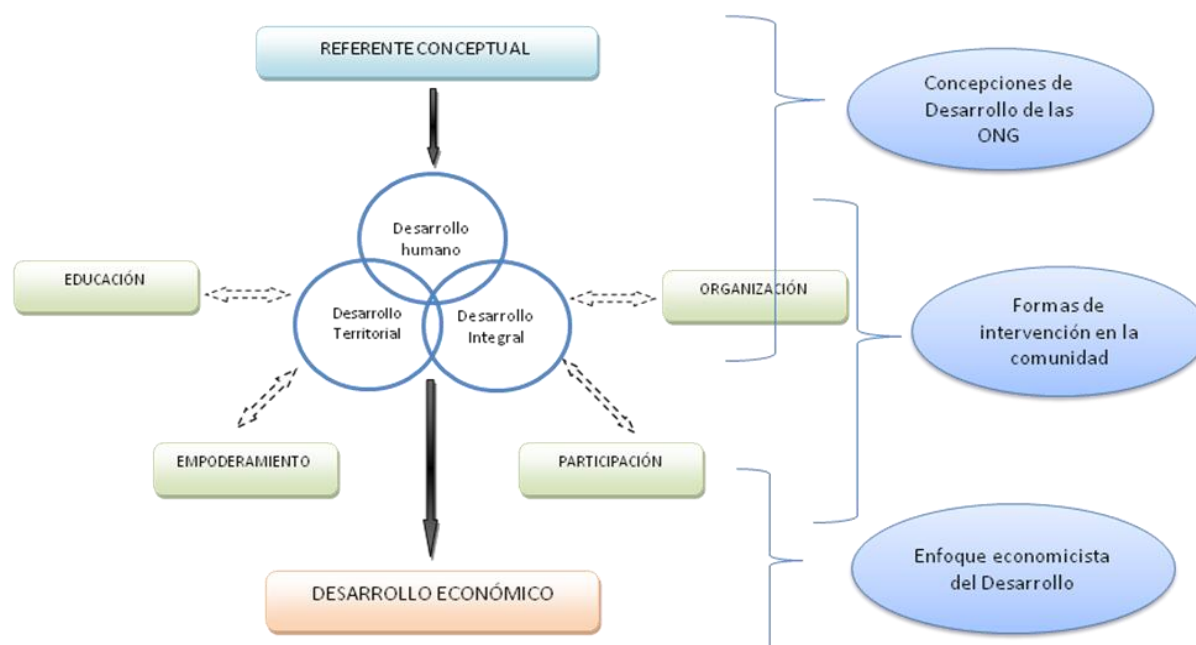 REFERENTE CONCEPTUAL
Concepciones de
Desarrollo de las
ONG
Desarrollo
humano
EDUCACIÓN
ORGANIZACIÓN
Desarrollo
Territorial
Desarrollo
Integral
Formas de
intervención en la
comunidad
EMPODERAMIENTO
PARTICIPACIÓN
Enfoque economicista
del Desarrollo
DESARROLLO ECONÓMICO